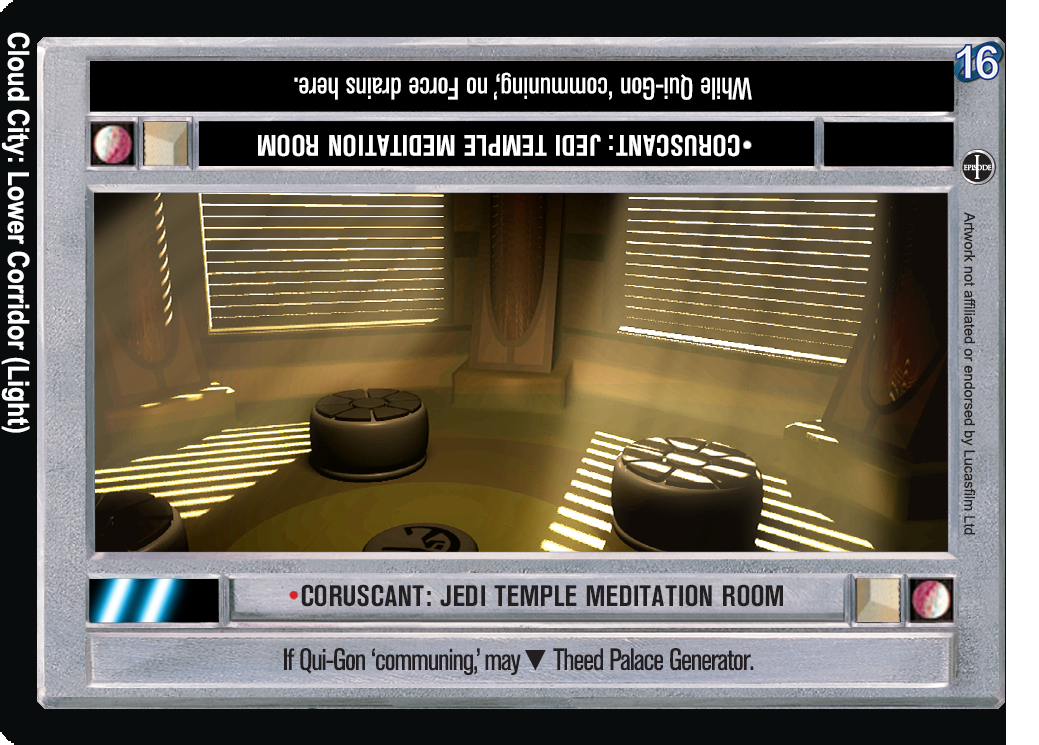 Cloud City: Lower Corridor (Light)
16
While Qui-Gon ‘communing,’ no Force drains here.
•CORUSCANT: JEDI TEMPLE MEDITATION ROOM
EPISODE
I
Artwork not affiliated or endorsed by Lucasfilm Ltd
•CORUSCANT: JEDI TEMPLE MEDITATION ROOM
If Qui-Gon ‘communing,’ may ▼ Theed Palace Generator.